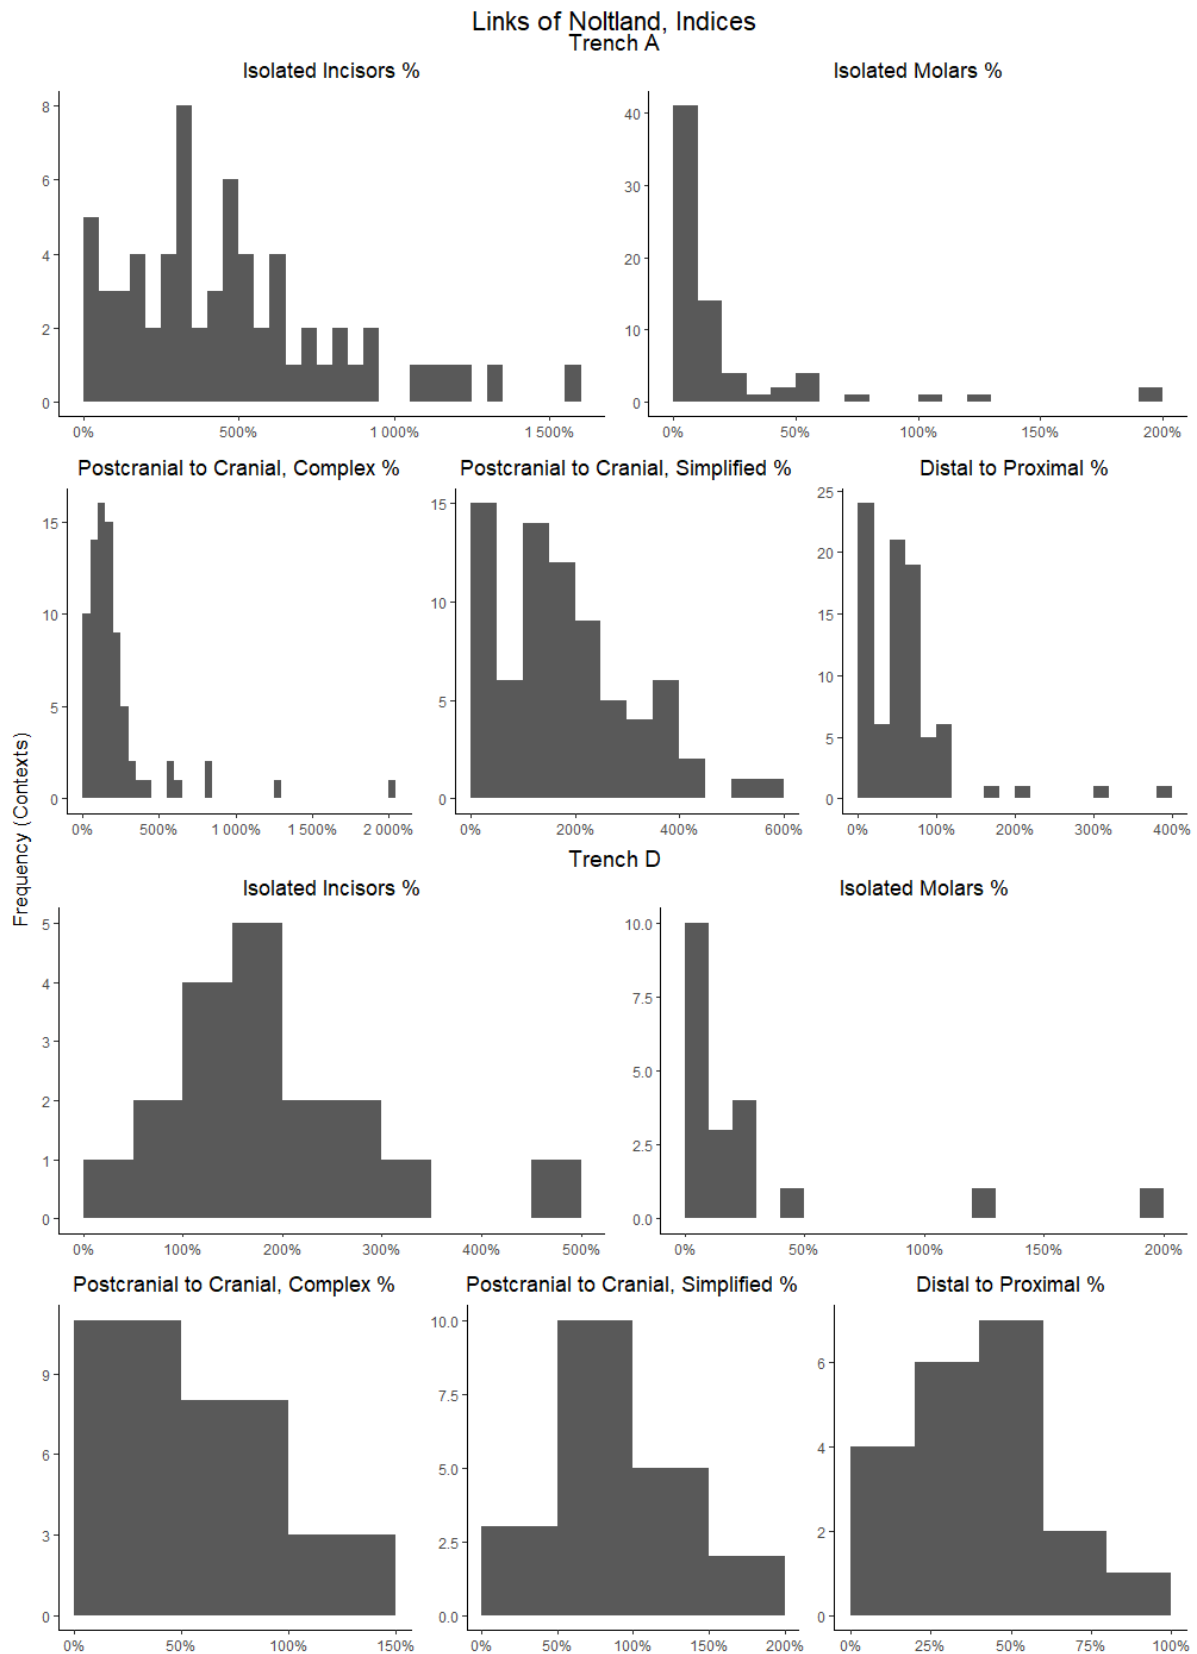 Links of Noltland, Indices
Trench A
Isolated Incisors %
Isolated Molars %
8
6
4
2
0
0% 500% 1 000% 1 500%
40
30
20
10
0
0% 50% 100% 150% 200%
Postcranial to Cranial, Complex %
Postcranial to Cranial, Simplified %
Distal to Proximal %
15
10
5
0
0% 500% 1 000% 1 500% 2 000%
15
10
5
0
0% 200% 400% 600%
25
20
15
10
5
0
0% 100% 200% 300% 400%
Frequency (Contexts)
Trench D
Isolated Incisors %
Isolated Molars %
5
4
3
2
1
0
0% 100% 200% 300% 400% 500%
10.0
7.5
5.0
2.5
0.0
0% 50% 100% 150% 200%
Postcranial to Cranial, Complex %
Postcranial to Cranial, Simplified %
Distal to Proximal %
9
6
3
0
0% 50% 100% 150%
10.0
7.5
5.0
2.5
0.0
0% 50% 100% 150% 200%
6
4
2
0
0% 25% 50% 75% 100%